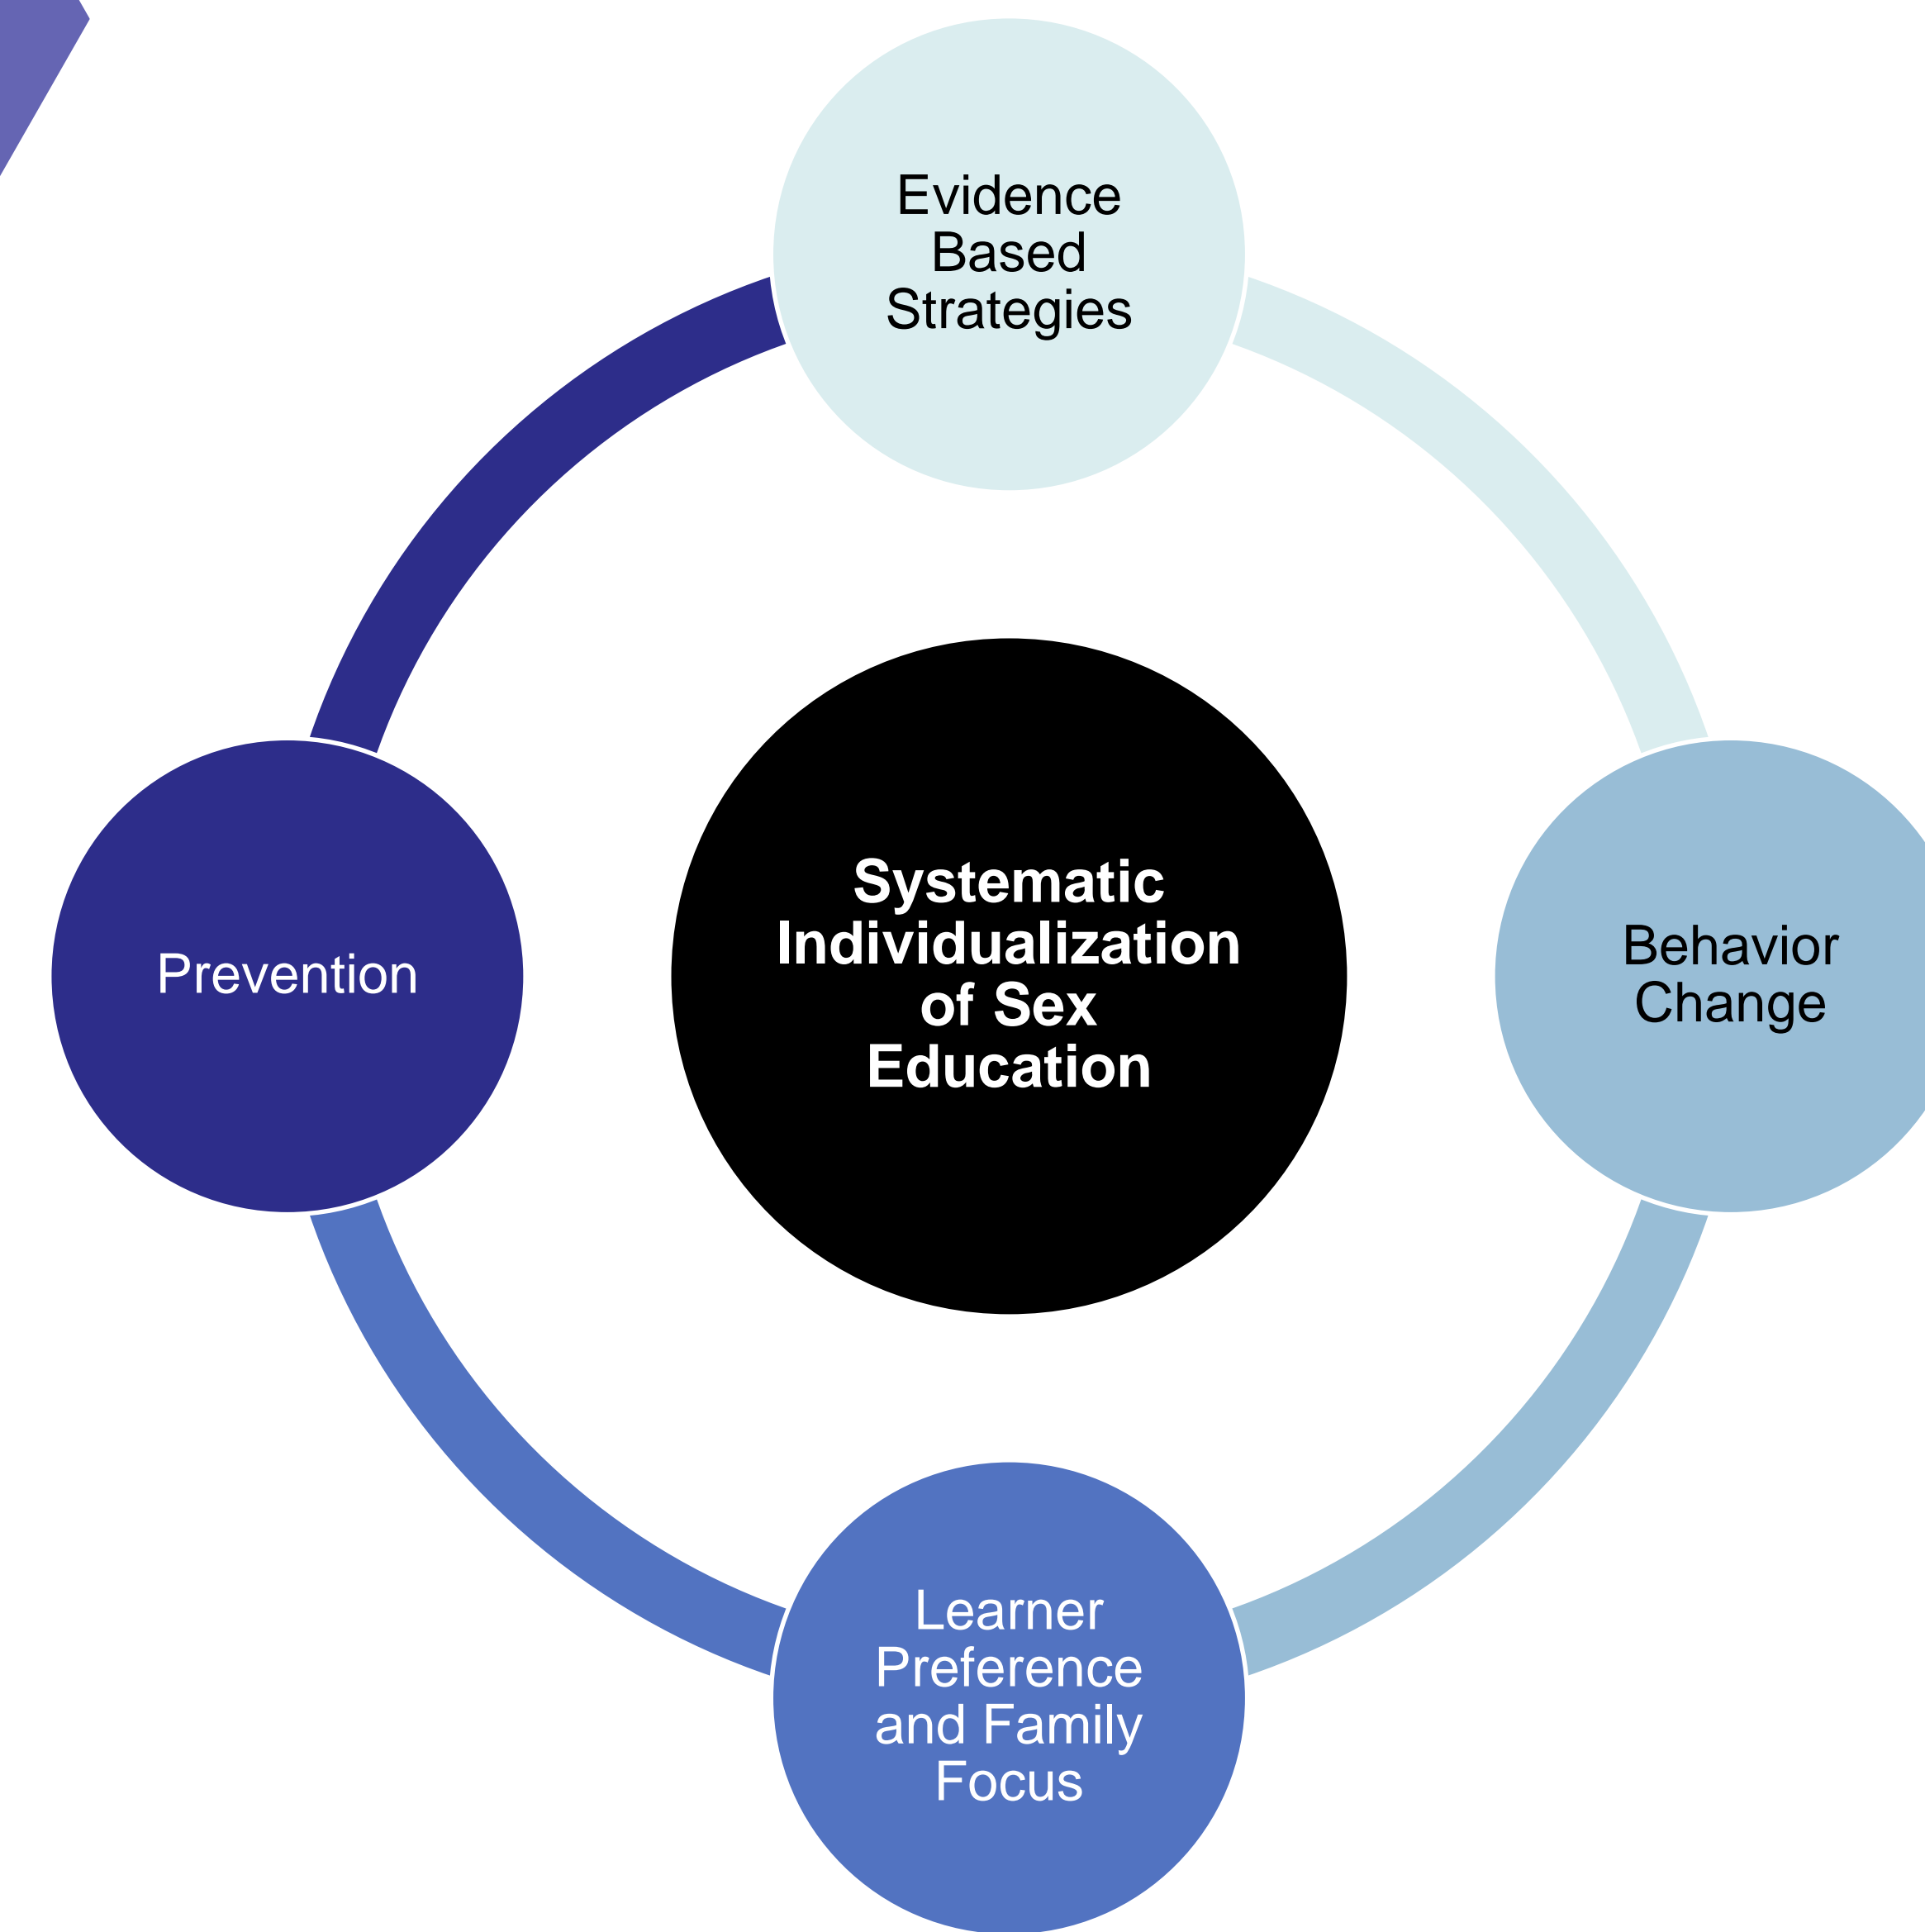 Evidence
Based
Strategies
Systematic
Individualization
of Sex
Education
Prevention
Behavior
Change
Learner
Preference
and Family
Focus